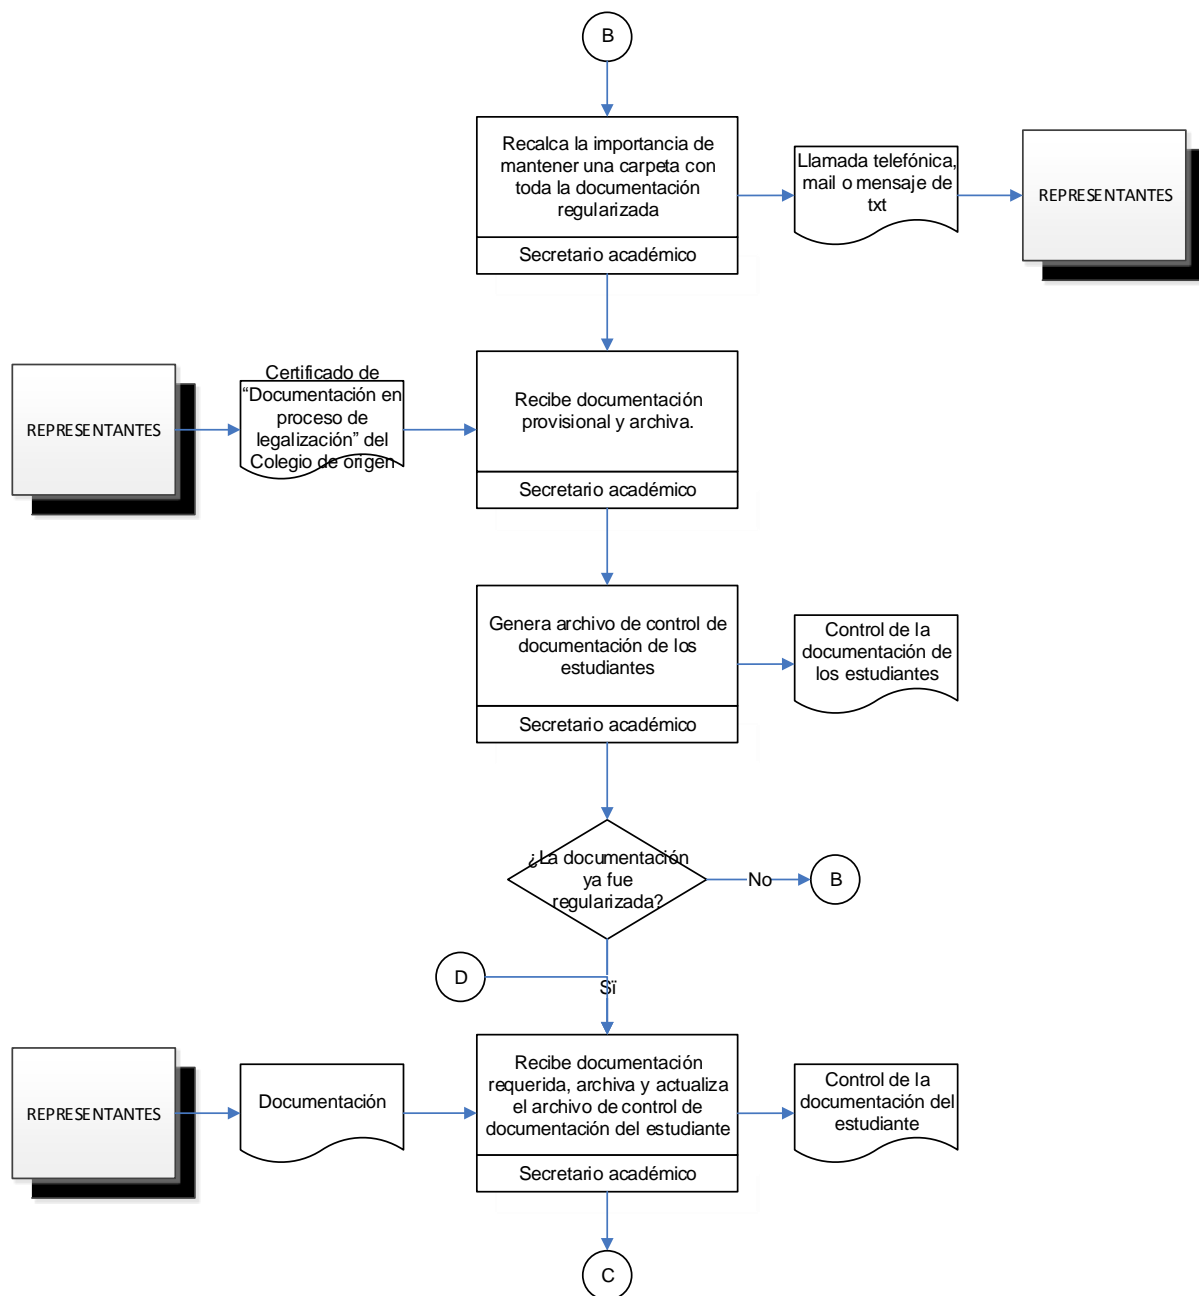 B
Recalca la importancia de
mantener una carpeta con
toda la documentación
regularizada
Secretario académico
Llamada telefónica,
mail o mensaje de
txt
REPRESENTANTES
REPRESENTANTES
Certificado de
“Documentación en
proceso de
legalización” del
Colegio de origen
Recibe documentación
provisional y archiva.
Secretario académico
Genera archivo de control de
documentación de los
estudiantes
Secretario académico
Control de la
documentación de
los estudiantes
¿La documentación
ya fue
regularizada?
No
B
D
Sï
REPRESENTANTES
Documentación
Recibe documentación
requerida, archiva y actualiza
el archivo de control de
documentación del estudiante
Secretario académico
Control de la
documentación del
estudiante
C